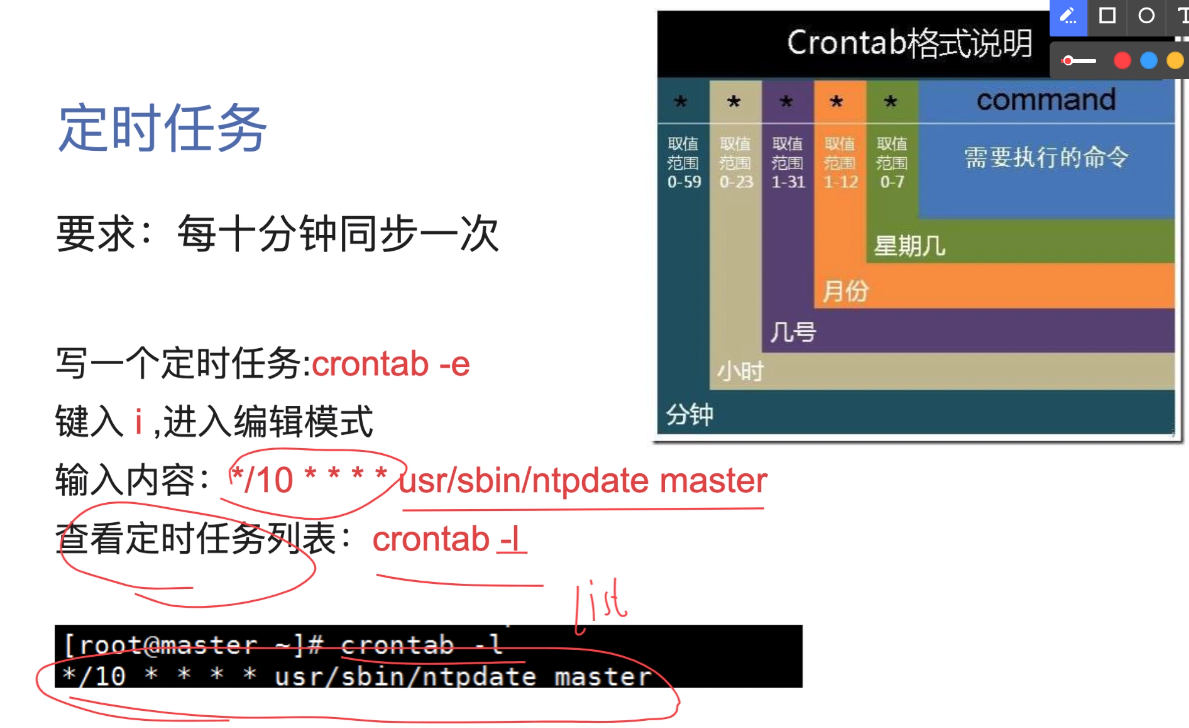 定时任务
要求：每十分钟同步一次
写一个定时任务:crontab -e
键入 i ,进入编辑模式
输入内容：*/10 * * * * usr/sbin/ntpdate master
查看定时任务列表：crontab -l
list
[root@master ~]# crontab -l
*/10 * * * * usr/sbin/ntpdate master
Crontab格式说明
* * * * * command
取值范围0-59
取值范围0-23
取值范围1-31
取值范围1-12
取值范围0-7
需要执行的命令
星期几
月份
几号
小时
分钟